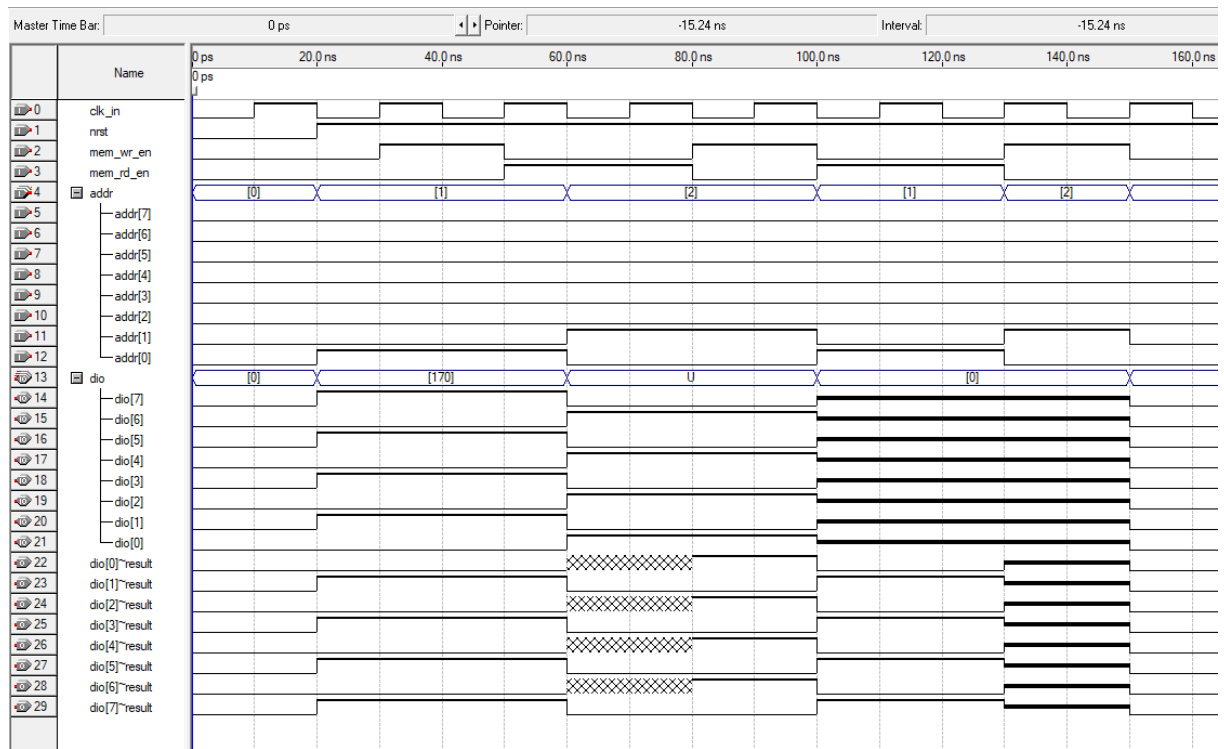 Master Time Bar: 0 ps Pointer: -15.24 ns Interval: -15.24 ns
Name 0 ps 20.0 ns 40.0 ns 60.0 ns 80.0 ns 100.0 ns 120.0 ns 140.0 ns 160.0 ns
0 ps
0 clk_in
1 nrst
2 mem_wr_en
3 mem_rd_en
4 addr [0] [1] [2] [1] [2]
5 addr[7]
6 addr[6]
7 addr[5]
8 addr[4]
9 addr[3]
10 addr[2]
11 addr[1]
12 addr[0]
13 dio [0] [170] U [0]
14 dio[7]
15 dio[6]
16 dio[5]
17 dio[4]
18 dio[3]
19 dio[2]
20 dio[1]
21 dio[0]
22 dio[0]~result
23 dio[1]~result
24 dio[2]~result
25 dio[3]~result
26 dio[4]~result
27 dio[5]~result
28 dio[6]~result
29 dio[7]~result